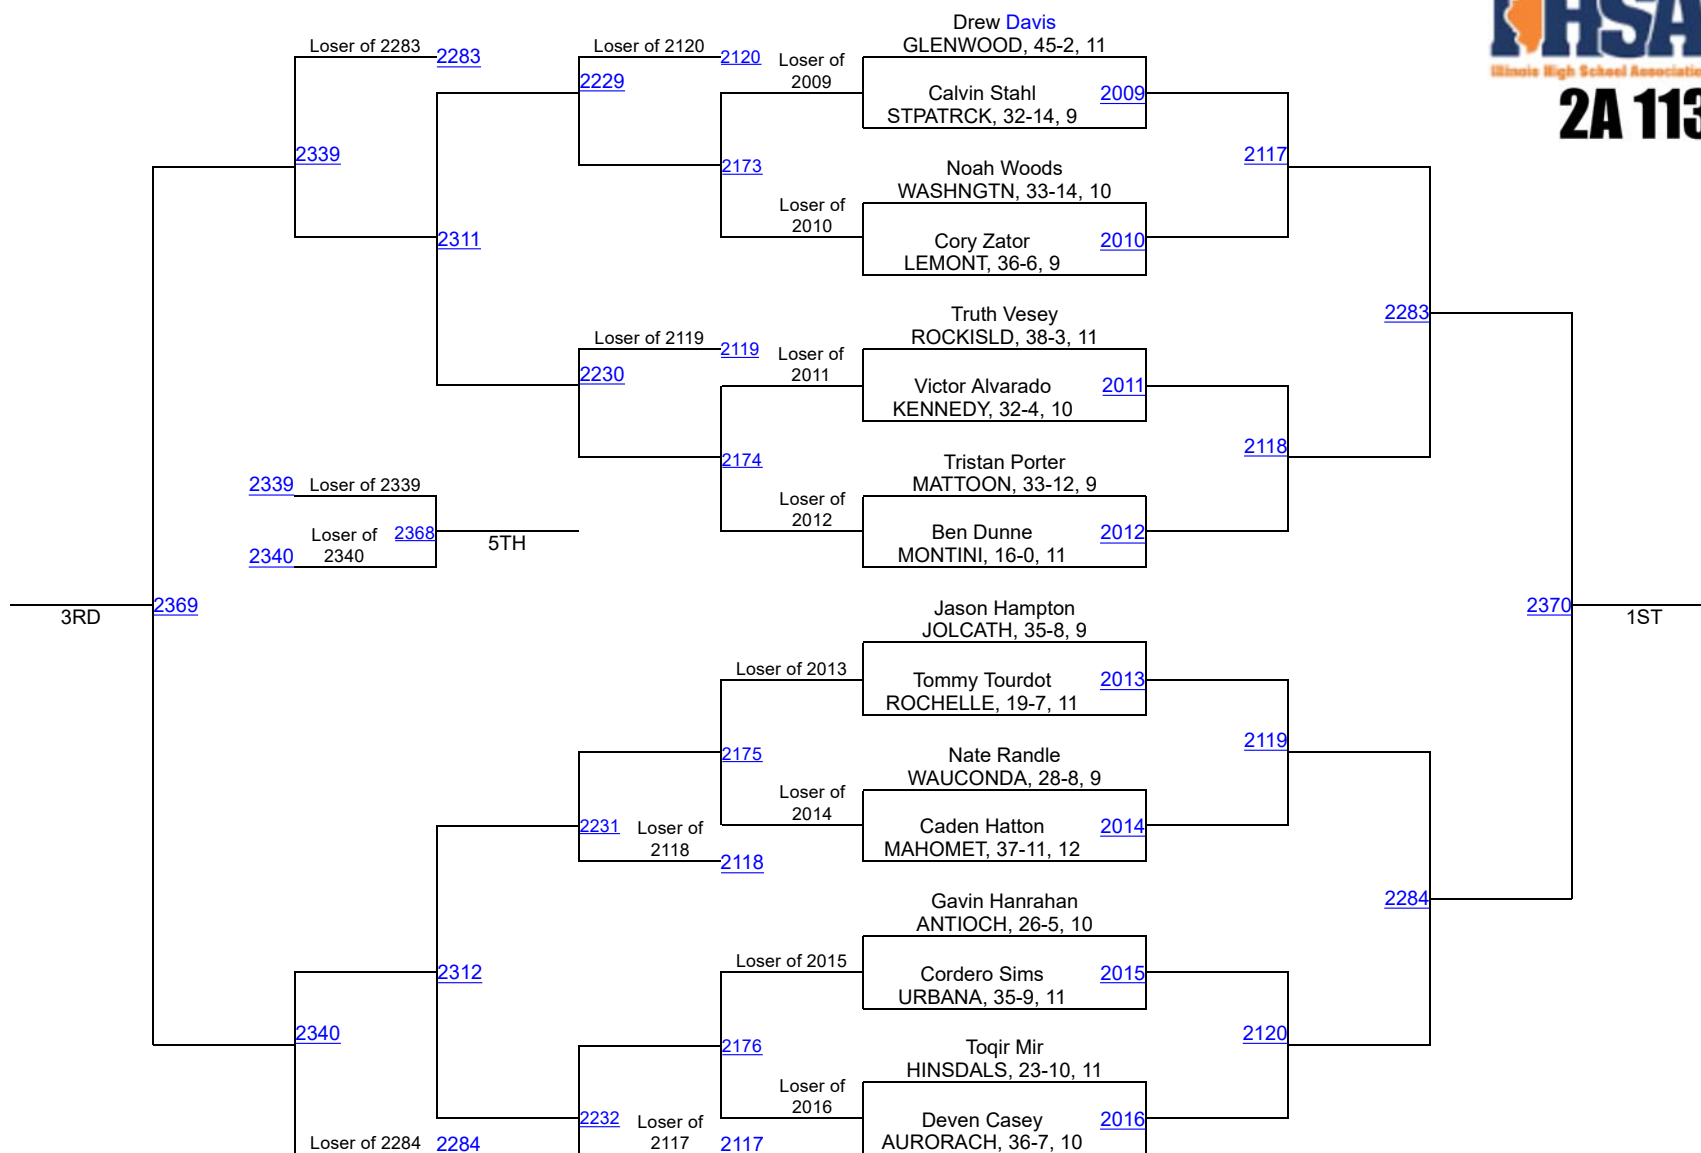 Drew Davis
GLENWOOD, 45-2, 11
Loser of 2283
2283
Loser of 2120
2120
Loser of
2009
2229
Calvin Stahl
STPATRCK, 32-14, 9
2009
IHSA
Illinois High School Associatio
2A 113
2339
2173
Noah Woods
WASHNGTN, 33-14, 10
2117
Loser of
2010
2311
Cory Zator
LEMONT, 36-6, 9
2010
Truth Vesey
ROCKISLD, 38-3, 11
2283
Loser of 2119
2119
Loser of
2011
2230
Victor Alvarado
KENNEDY, 32-4, 10
2011
2174
Tristan Porter
MATTOON, 33-12, 9
2118
2339
Loser of 2339
Loser of
2012
Loser of
2340
2368
2340
5TH
Ben Dunne
MONTINI, 16-0, 11
2012
3RD
2369
Jason Hampton
JOLCATH, 35-8, 9
2370
1ST
Loser of 2013
Tommy Tourdot
ROCHELLE, 19-7, 11
2013
2175
Nate Randle
WAUCONDA, 28-8, 9
2119
Loser of
2014
2231
Loser of
2118
2118
Caden Hatton
MAHOMET, 37-11, 12
2014
Gavin Hanrahan
ANTIOCH, 26-5, 10
2284
Loser of 2015
2312
Cordero Sims
URBANA, 35-9, 11
2015
2340
2176
Toqir Mir
HINSDALS, 23-10, 11
2120
Loser of
2016
2232
Loser of
2117
2117
Deven Casey
AURORACH, 36-7, 10
2016
Loser of 2284
2284